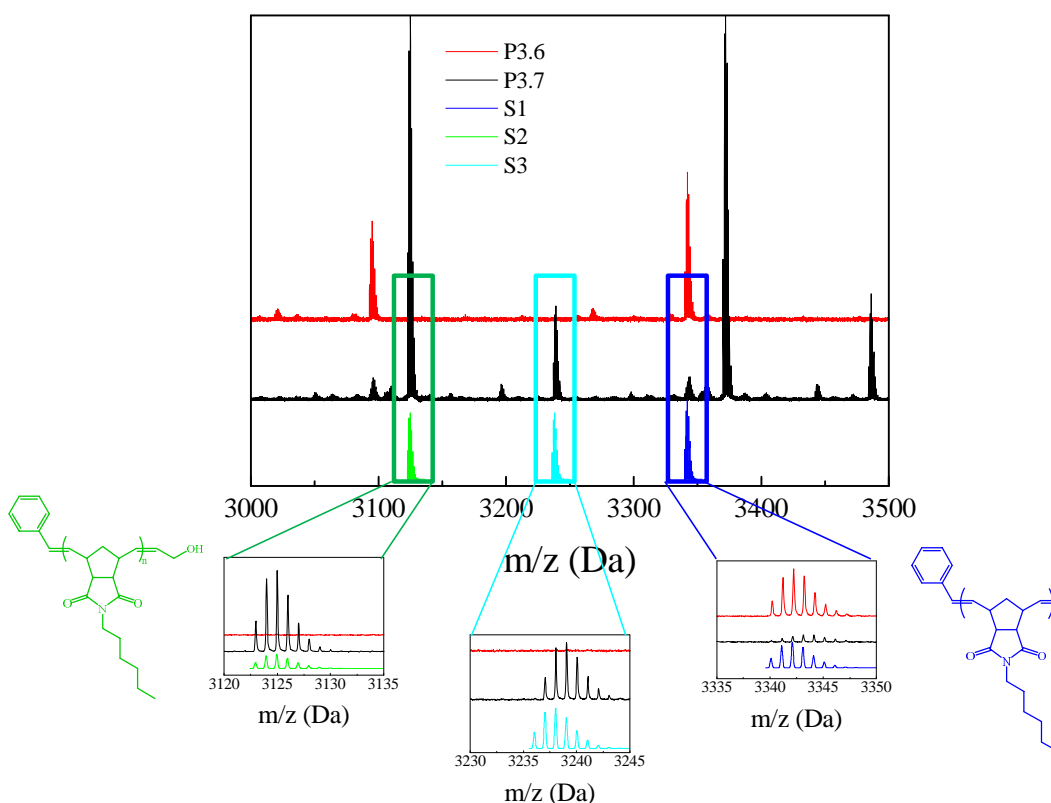 P3.6
P3.7
S1
S2
S3
3000 3100 3200 3300 3400 3500
m/z (Da)
OH
n
O
N
O
3120 3125 3130 3135
m/z (Da)
3230 3235 3240 3245
m/z (Da)
3335 3340 3345 3350
m/z (Da)
O
N
O